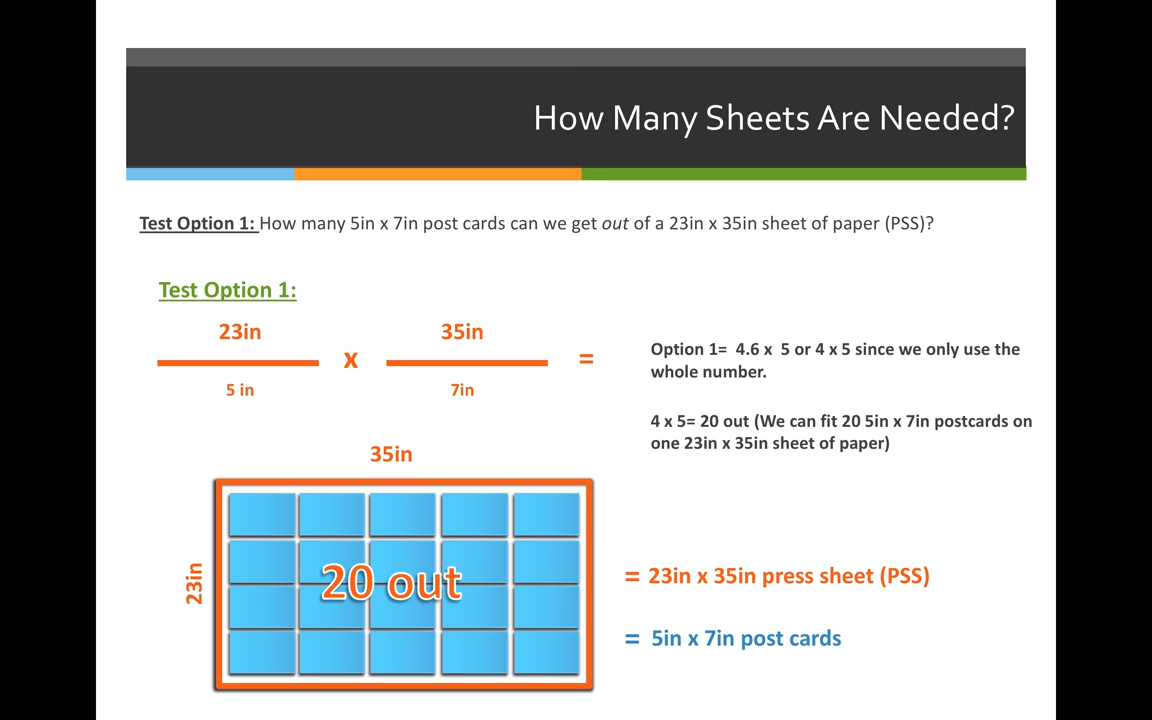 How Many Sheets Are Needed?
Test Option 1: How many 5in x 7in post cards can we get out of a 23in x 35in sheet of paper (PSS)?
Test Option 1:
23in
5 in
x
35in
7in
=
Option 1= 4.6 x 5 or 4 x 5 since we only use the
whole number.
4 x 5= 20 out (We can fit 20 5in x 7in postcards on
one 23in x 35in sheet of paper)
35in
23in
20 out
= 23in x 35in press sheet (PSS)
= 5in x 7in post cards